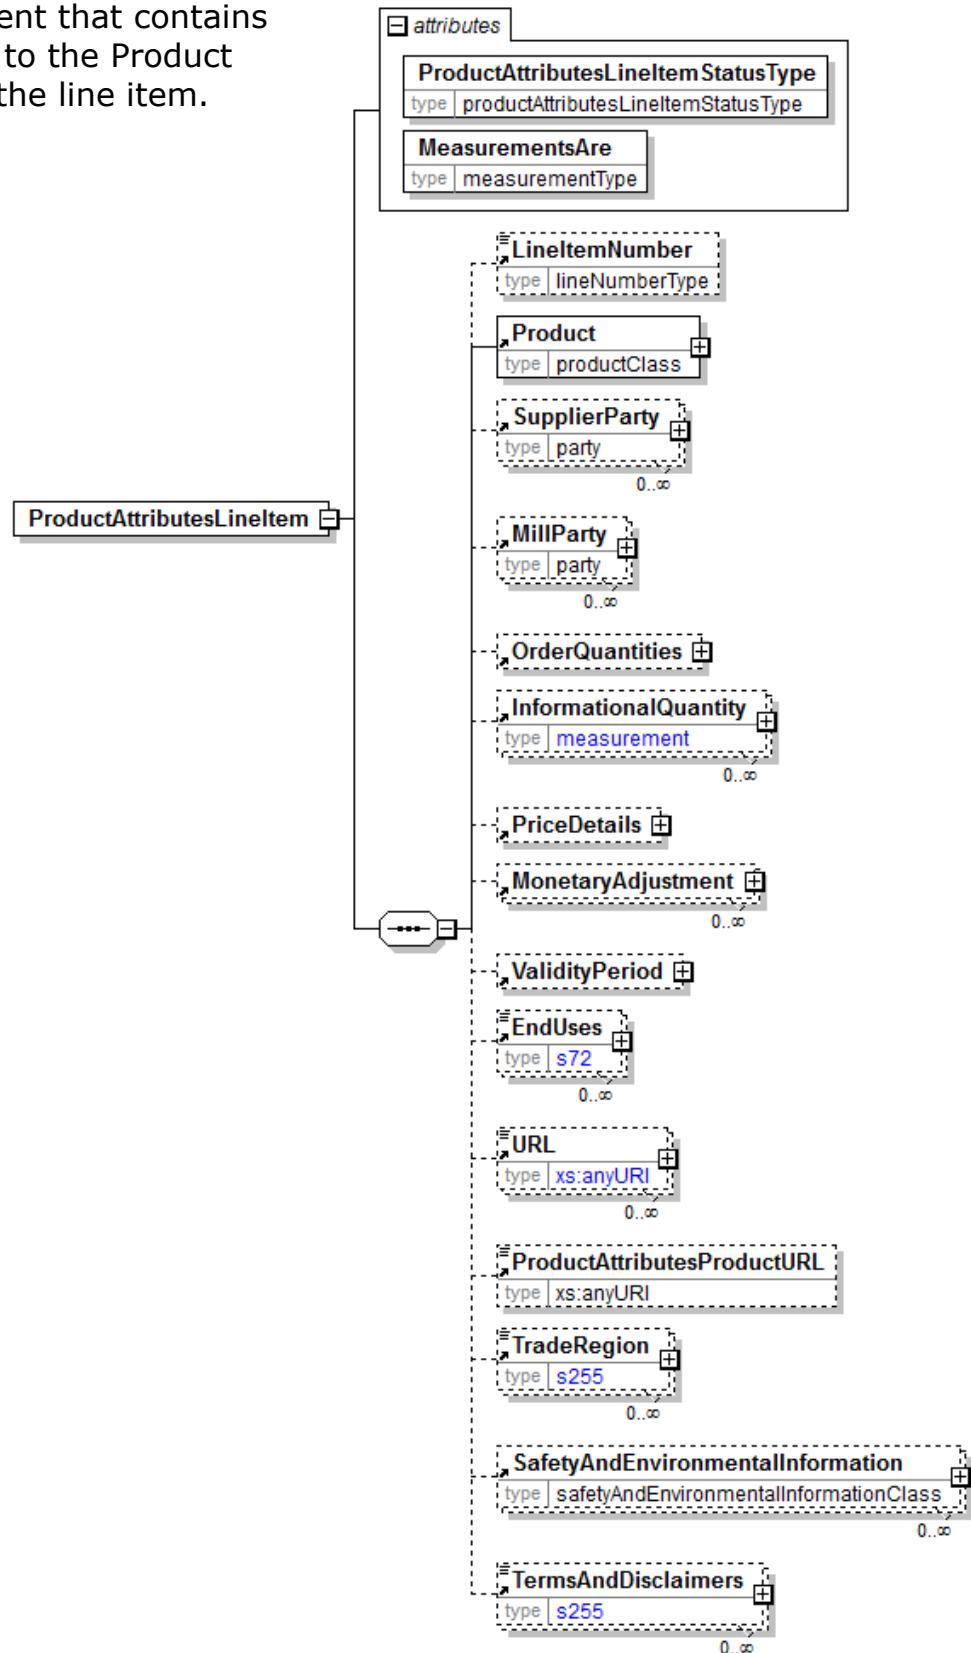 ent that contains
to the Product
the line item.
attributes
ProductAttributesLineItemStatusType
type productAttributesLineItemStatusType
MeasurementsAre
type measurementType
LineItemNumber
type lineNumberType
Product
type productClass
SupplierParty
type party
0..∞
ProductAttributesLineItem
MillParty
type party
0..∞
OrderQuantities
InformationalQuantity
type measurement
0..∞
PriceDetails
MonetaryAdjustment
0..∞
ValidityPeriod
EndUses
type s72
0..∞
URL
type xs:anyURI
0..∞
ProductAttributesProductURL
type xs:anyURI
TradeRegion
type s255
0..∞
SafetyAndEnvironmentalInformation
type safetyAndEnvironmentalInformationClass
0..∞
TermsAndDisclaimers
type s255
0..∞